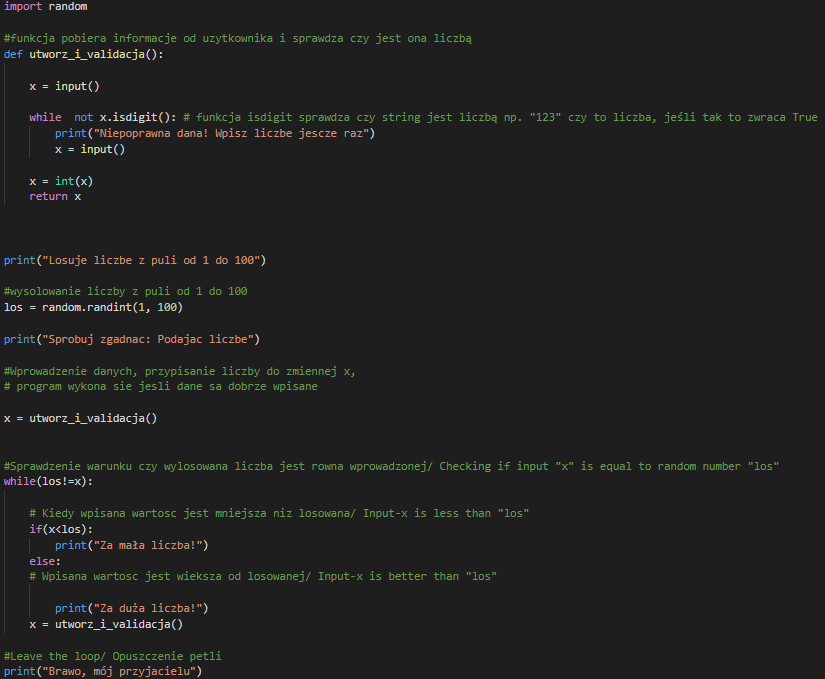 import random
#funkcja pobiera informacje od uzytkownika i sprawdza czy jest ona liczbą
def utworz_i_validacja():
x = input()
while  not x.isdigit(): # funkcja isdigit sprawdza czy string jest liczbą np. "123" czy to liczba, jeśli tak to zwraca True
print("Niepoprawna dana! Wpisz liczbe jescze raz")
x = input()
x = int(x)
return x
print("Losuje liczbe z puli od 1 do 100")
#wysolowanie liczby z puli od 1 do 100
los = random.randint(1, 100)
print("Sprobuj zgadnac: Podajac liczbe")
#Wprowadzenie danych, przypisanie liczby do zmiennej x,
# program wykona sie jesli dane sa dobrze wpisane
x = utworz_i_validacja()
#Sprawdzenie warunku czy wylosowana liczba jest rowna wprowadzonej/ Checking if input "x" is equal to random number "los"
while(los!=x):
# Kiedy wpisana wartosc jest mniejsza niz losowana/ Input-x is less than "los"
if(x<los):
print("Za mała liczba!")
else:
# Wpisana wartosc jest wieksza od losowanej/ Input-x is better than "los"
print("Za duża liczba!")
x = utworz_i_validacja()
#Leave the loop/ Opuszczenie petli
print("Brawo, mój przyjacielu")